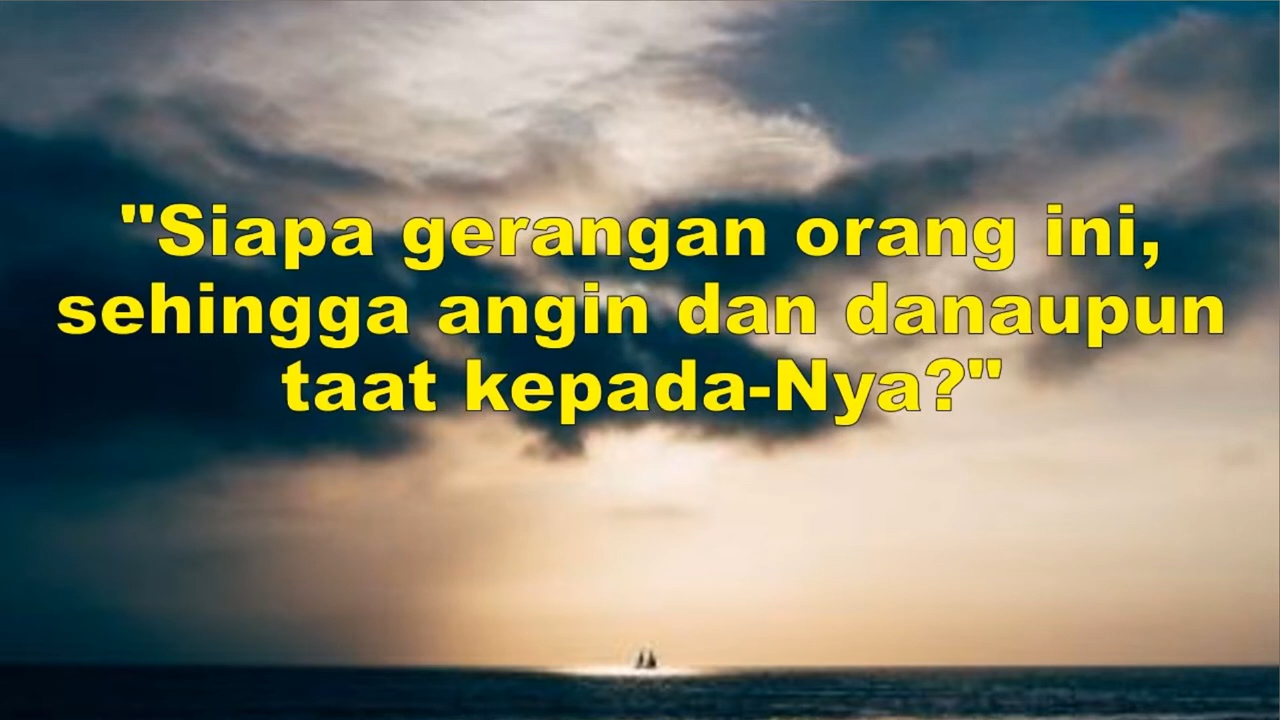 "Siapa gerangan orang ini,
sehingga angin dan danaupun
taat kepada-Nya?"